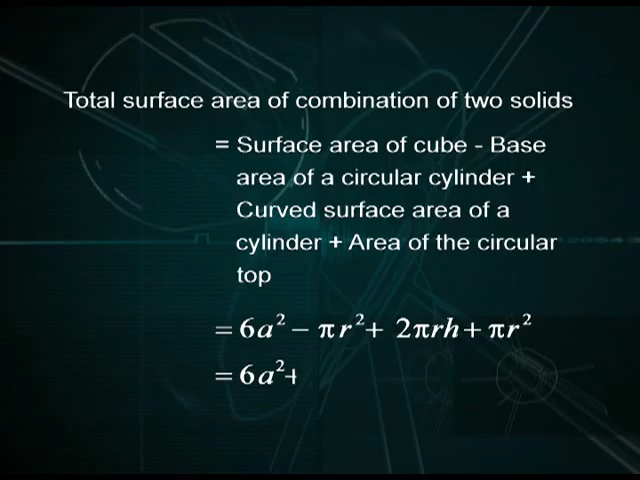 Total surface area of combination of two solids
= Surface area of cube - Base
area of a circular cylinder +
Curved surface area of a
cylinder + Area of the circular
top
= 6a² − πr² + 2πrh + πr²
= 6a² +